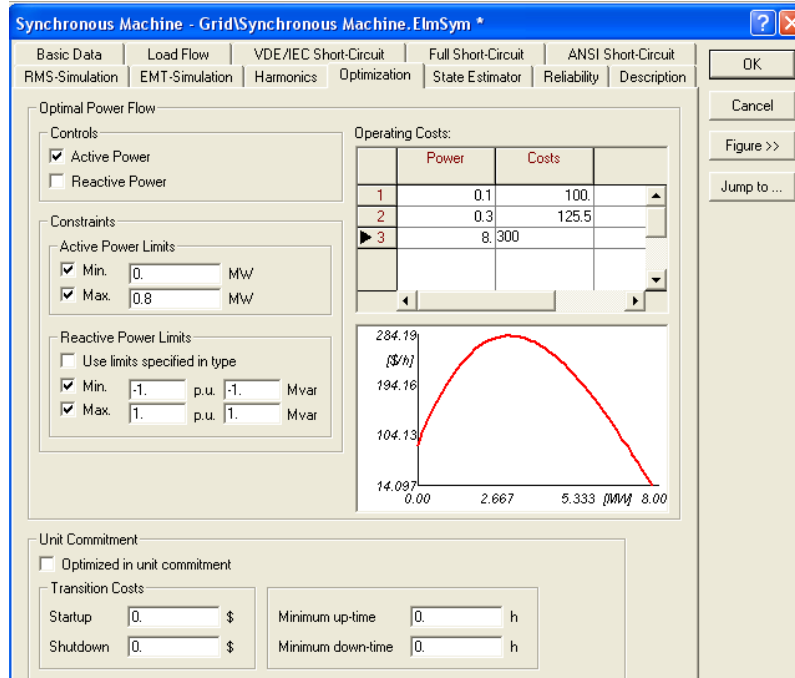 Synchronous Machine - Grid\Synchronous Machine.ElmSym *
Basic Data Load Flow VDE/IEC Short-Circuit Full Short-Circuit ANSI Short-Circuit
RMS-Simulation EMT-Simulation Harmonics Optimization State Estimator Reliability Description
OK
Cancel
Figure >>
Jump to ...
Optimal Power Flow
Controls
Active Power
Reactive Power
Constraints
Active Power Limits
Min. 0. MW
Max. 0.8 MW
Reactive Power Limits
Use limits specified in type
Min. -1. p.u. -1. Mvar
Max. 1. p.u. 1. Mvar
Operating Costs:
Power Costs
1 0.1 100.
2 0.3 125.5
3 8. 300
284.19
[$/h]
194.16
104.13
14.097
0.00 2.667 5.333 [MW] 8.00
Unit Commitment
Optimized in unit commitment
Transition Costs
Startup 0. $
Shutdown 0. $
Minimum up-time 0. h
Minimum down-time 0. h